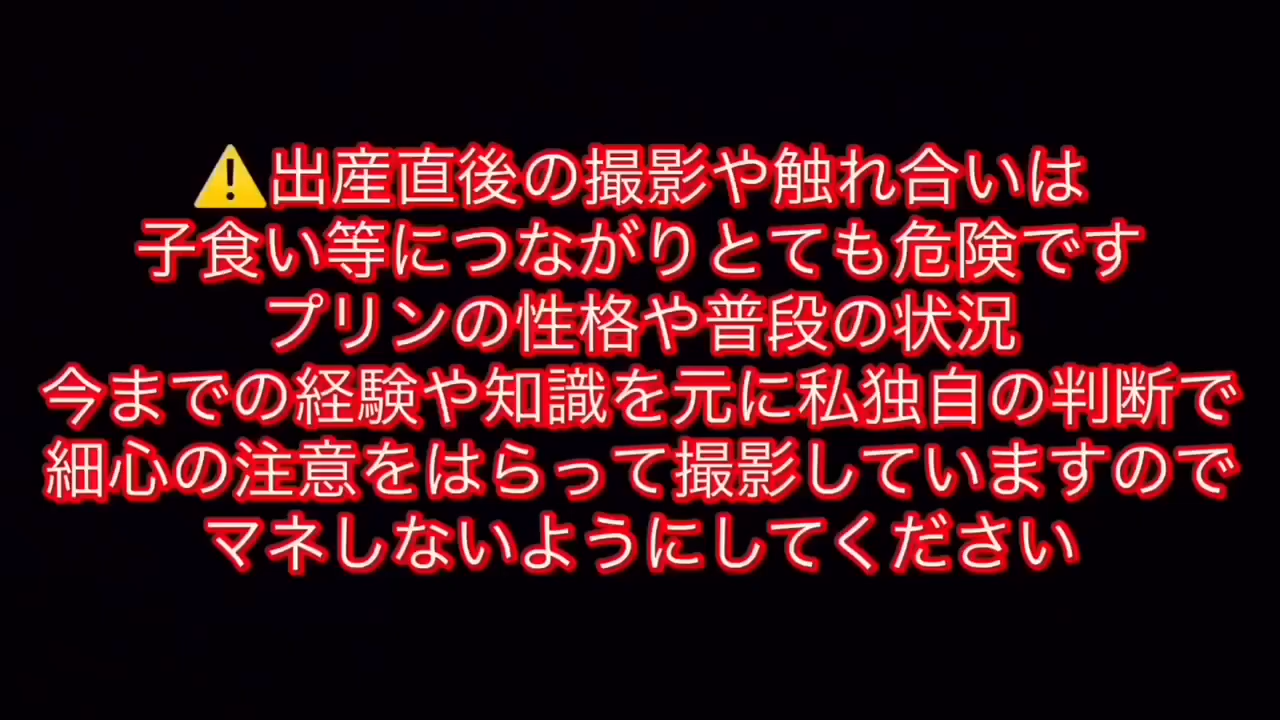 ⚠️出産直後の撮影や触れ合いは
子食い等につながりとても危険です
プリンの性格や普段の状況
今までの経験や知識を元に私独自の判断で
細心の注意をはらって撮影していますので
マネしないようにしてください